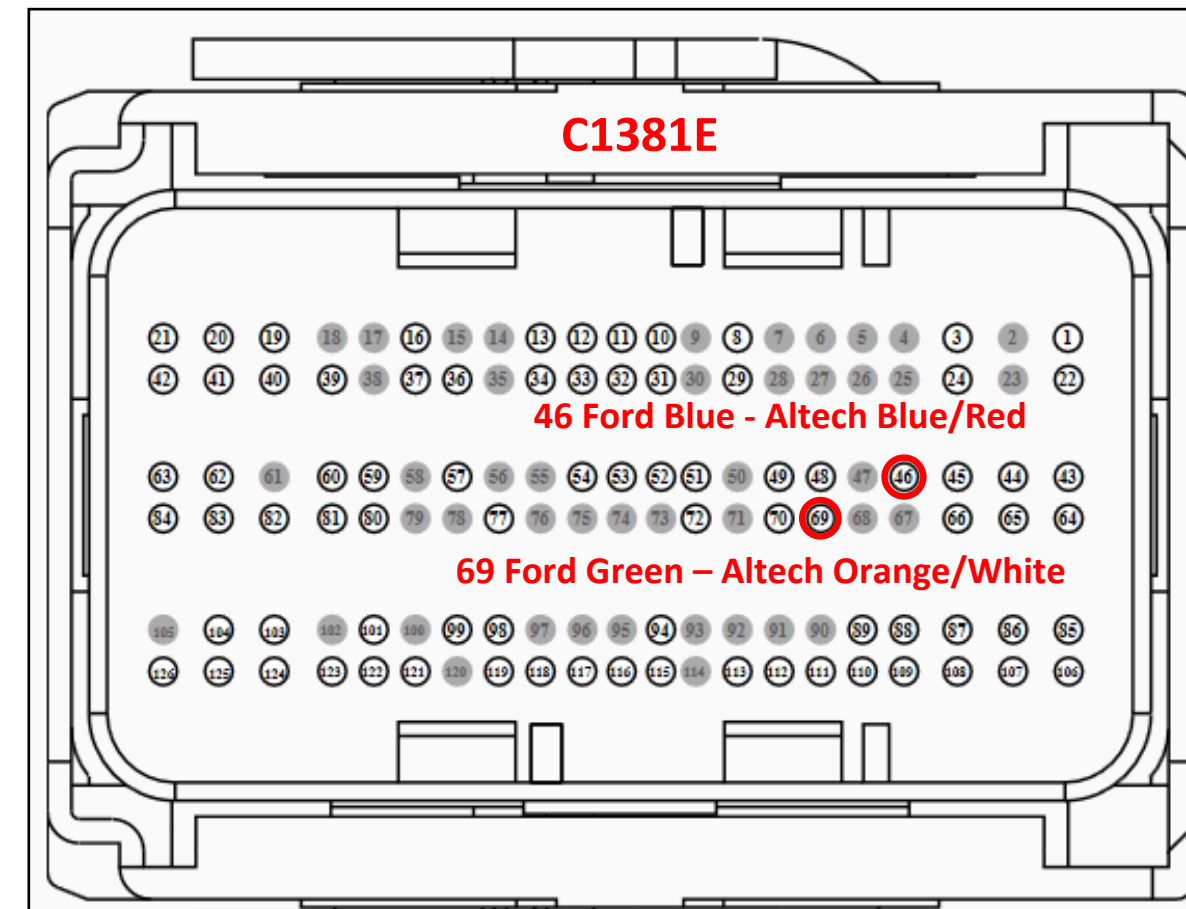 C1381E
21 20 19 18 17 16 15 14 13 12 11 10 9 8 7 6 5 4 3 2 1
42 41 40 39 38 37 36 35 34 33 32 31 30 29 28 27 26 25 24 23 22
46 Ford Blue - Altech Blue/Red
63 62 61 60 59 58 57 56 55 54 53 52 51 50 49 48 47 46 45 44 43
84 83 82 81 80 79 78 77 76 75 74 73 72 71 70 69 68 67 66 65 64
69 Ford Green – Altech Orange/White
105 104 103 102 101 100 99 98 97 96 95 94 93 92 91 90 89 88 87 86 85
126 125 124 123 122 121 120 119 118 117 116 115 114 113 112 111 110 109 108 107 106